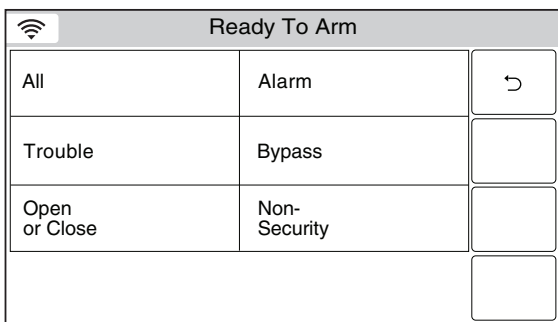 Ready To Arm
All
Alarm
Trouble
Bypass
Open
or Close
Non-
Security